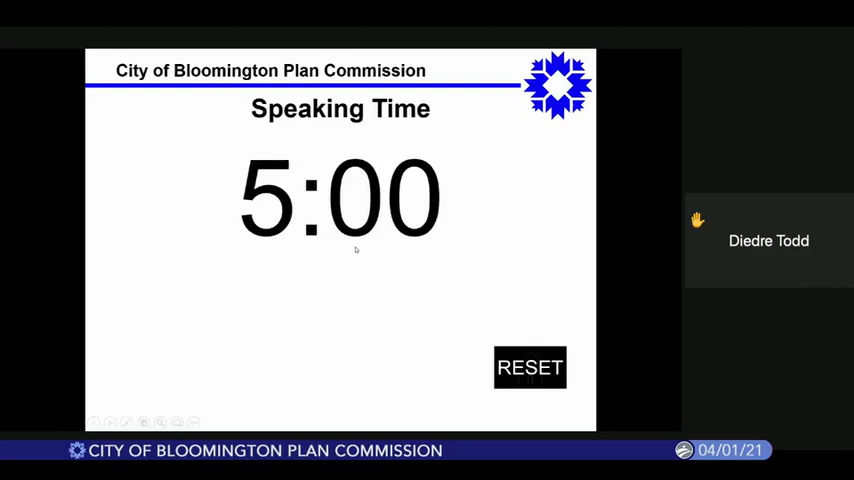 City of Bloomington Plan Commission
Speaking Time
5:00
Diedre Todd
RESET
CITY OF BLOOMINGTON PLAN COMMISSION
04/01/21